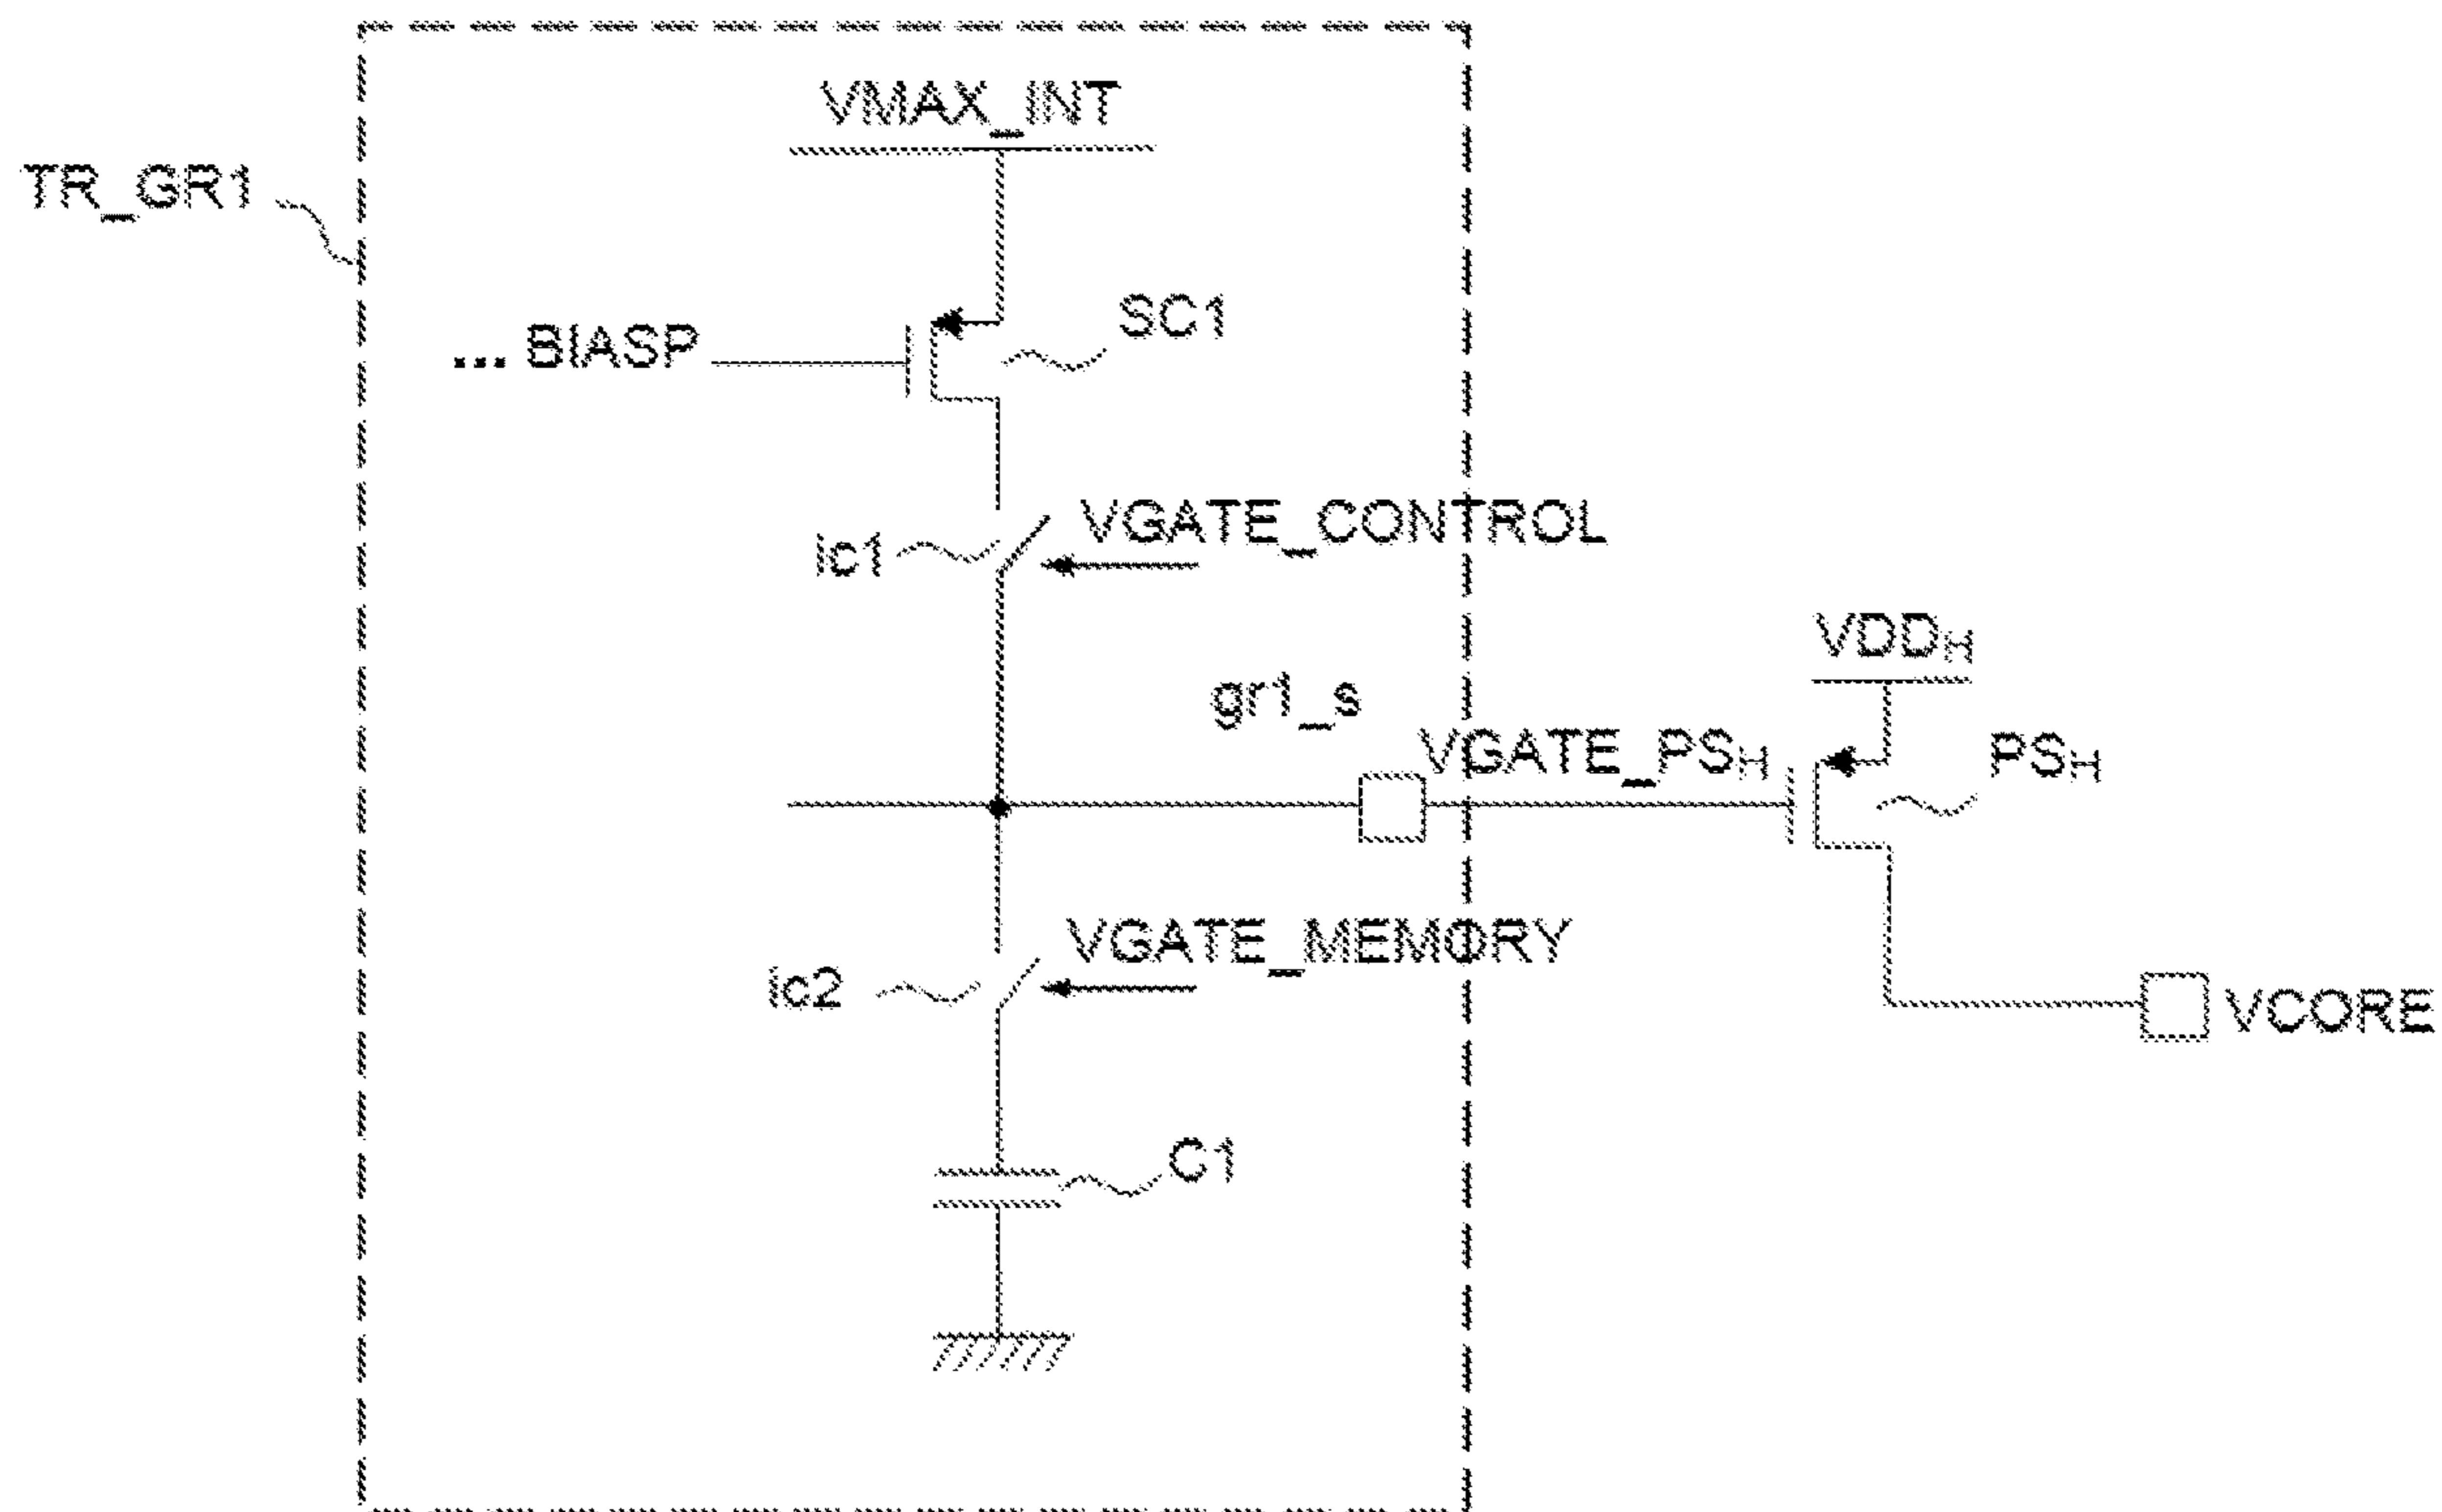 VMAX_INT
TR_GR1
SC1
... BIASP
VGATE_CONTROL
ic1
VDDH
gr1_s
VGATE_PSH
PSH
VGATE_MEMORY
ic2
VCORE
C1